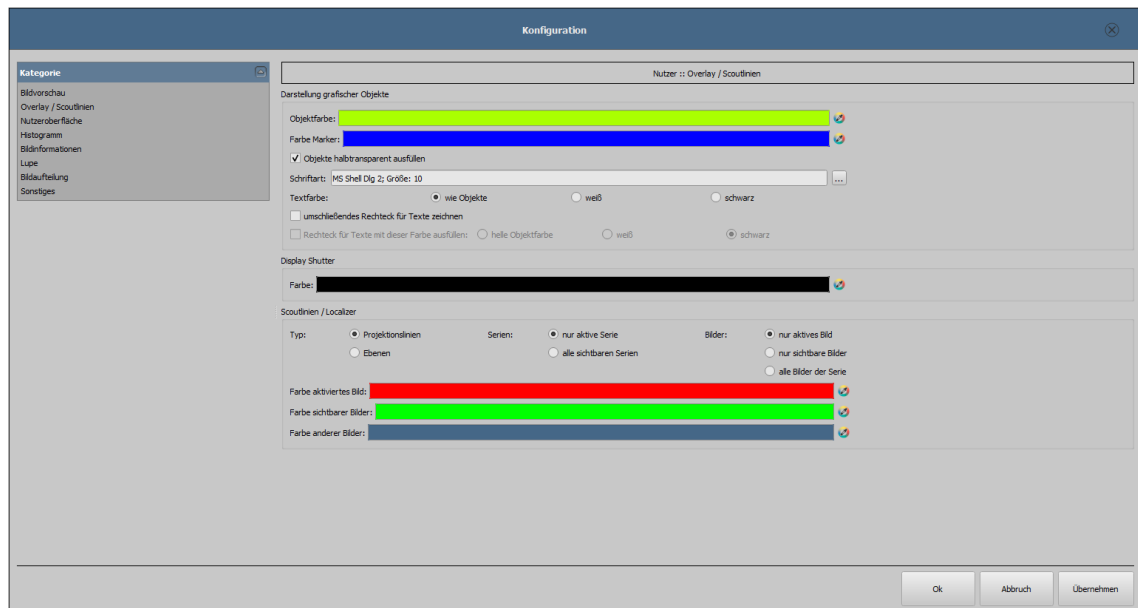 Konfiguration
Kategorie
Bildvorschau
Overlay / Scoutlinien
Nutzeroberfläche
Histogramm
Bildinformationen
Lupe
Bildaufteilung
Sonstiges
Nutzer :: Overlay / Scoutlinien
Darstellung grafischer Objekte
Objektfarbe:
Farbe Marker:
Objekte halbtransparent ausfüllen
Schriftart: MS Shell Dlg 2; Größe: 10 ...
Textfarbe: wie Objekte weiß schwarz
umschließendes Rechteck für Texte zeichnen
Rechteck für Texte mit dieser Farbe ausfüllen: helle Objektfarbe weiß schwarz
Display Shutter
Farbe:
Scoutlinien / Localizer
Typ: Projektionslinien Serien: nur aktive Serie Bilder: nur aktives Bild
Ebenen alle sichtbaren Serien nur sichtbare Bilder
alle Bilder der Serie
Farbe aktiviertes Bild:
Farbe sichtbarer Bilder:
Farbe anderer Bilder:
Ok Abbruch Übernehmen